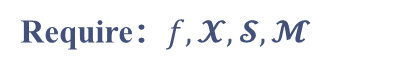 Require：𝑓, 𝓧, 𝓢, 𝓜